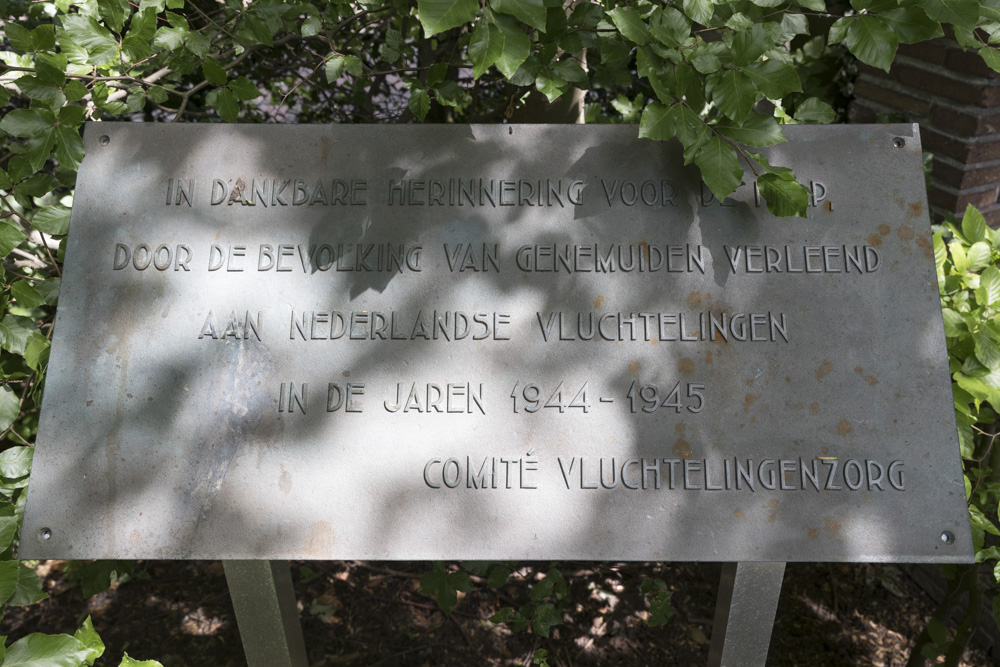 IN DANKBARE HERINNERING VOOR DE HULP
DOOR DE BEVOLKING VAN GENEMUIDEN VERLEEND
AAN NEDERLANDSE VLUCHTELINGEN
IN DE JAREN 1944-1945
COMITÉ VLUCHTELINGENZORG